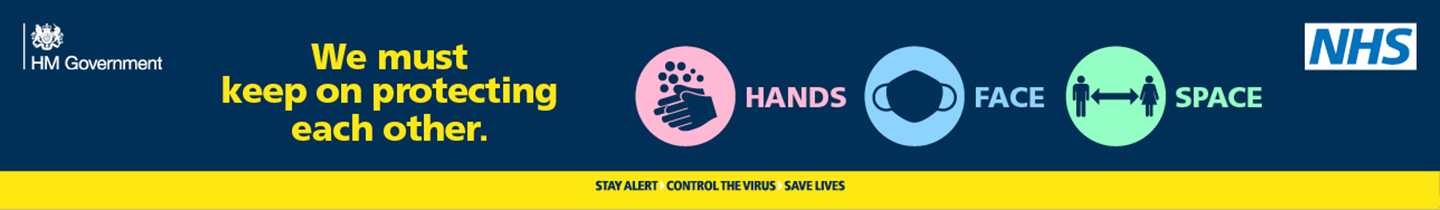 HM Government
We must
keep on protecting
each other.
HANDS
FACE
SPACE
NHS
STAY ALERT › CONTROL THE VIRUS › SAVE LIVES